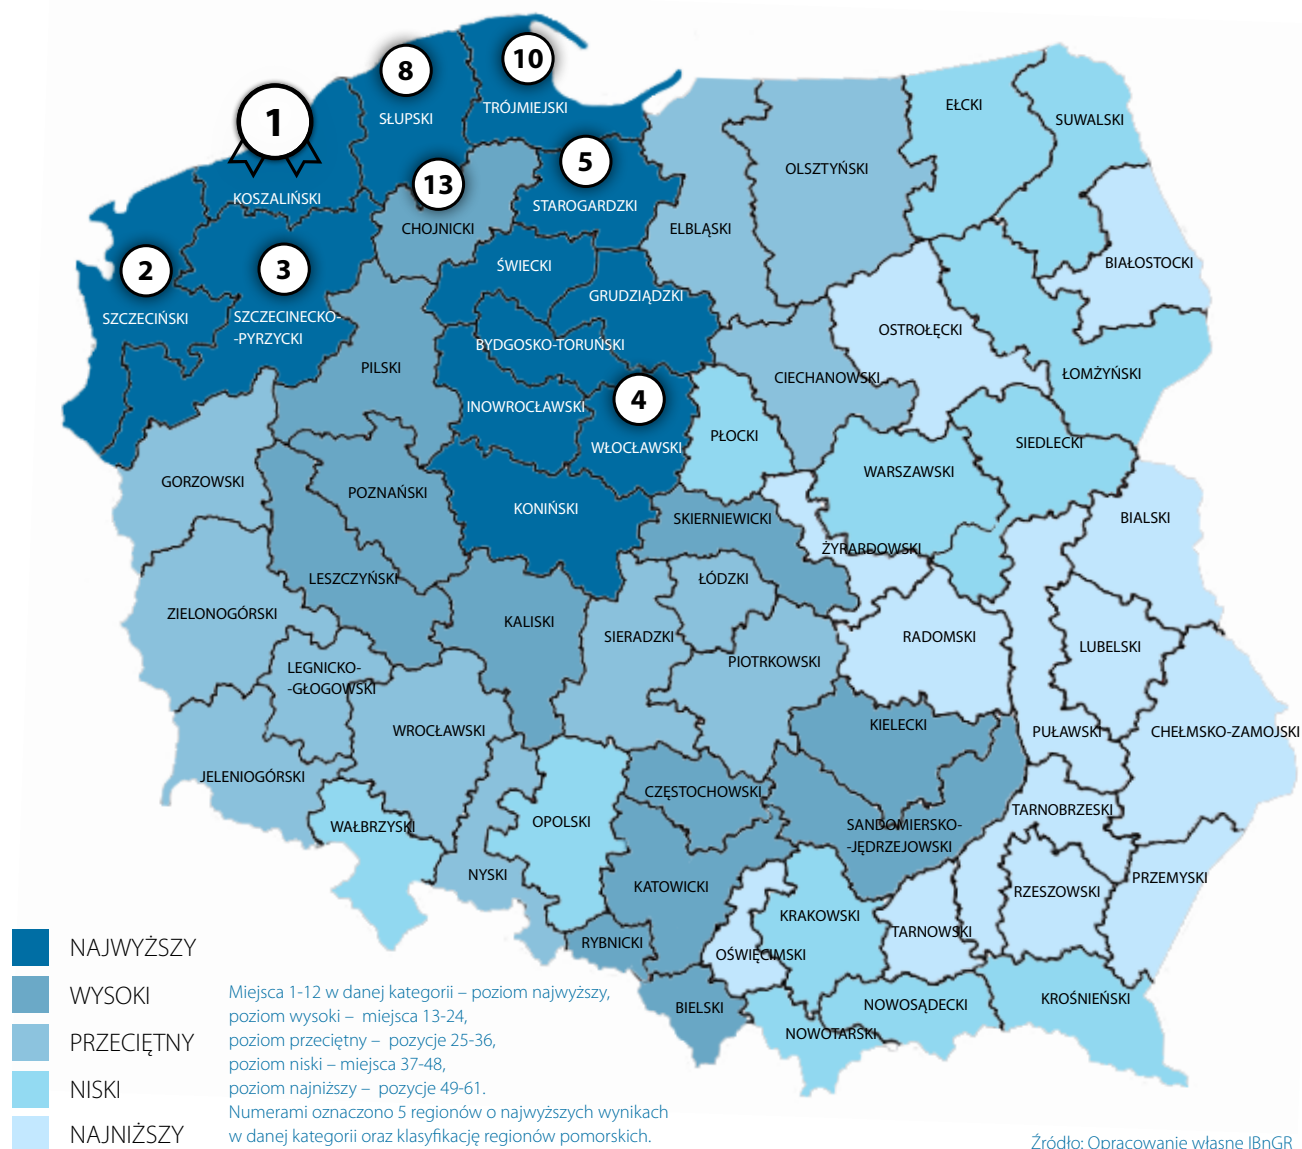 10
8
EŁCKI
TRÓJMIEJSKI
SŁUPSKI
SUWALSKI
1
5
OLSZTYŃSKI
13
KOSZALIŃSKI
STAROGARDZKI
CHOJNICKI
ELBLĄSKI
2
3
ŚWIECKI
BIAŁOSTOCKI
GRUDZIĄDZKI
SZCZECIŃSKI
SZCZECINECKO-
-PYRZYCKI
OSTROŁĘCKI
BYDGOSKO-TORUŃSKI
PILSKI
CIECHANOWSKI
ŁOMŻYŃSKI
4
INOWROCŁAWSKI
PŁOCKI
SIEDLECKI
WŁOCŁAWSKI
WARSZAWSKI
GORZOWSKI
POZNAŃSKI
KONIŃSKI
SKIERNIEWICKI
BIALSKI
ŻYRARDOWSKI
LESZCZYŃSKI
ŁÓDZKI
ZIELONOGÓRSKI
KALISKI
SIERADZKI
RADOMSKI
LUBELSKI
PIOTRKOWSKI
LEGNICKO-
-GŁOGOWSKI
KIELECKI
WROCŁAWSKI
PUŁAWSKI
CHEŁMSKO-ZAMOJSKI
JELENIOGÓRSKI
CZĘSTOCHOWSKI
TARNOBRZESKI
WAŁBRZYSKI
OPOLSKI
SANDOMIERSKO-
-JĘDRZEJOWSKI
NYSKI
KATOWICKI
PRZEMYSKI
RZESZOWSKI
KRAKOWSKI
TARNOWSKI
RYBNICKI
OŚWIĘCIMSKI
BIELSKI
NOWOSĄDECKI
KROŚNIEŃSKI
NOWOTARSKI
NAJWYŻSZY
WYSOKI
PRZECIĘTNY
NISKI
NAJNIŻSZY
Miejsca 1-12 w danej kategorii – poziom najwyższy,
poziom wysoki – miejsca 13-24,
poziom przeciętny – pozycje 25-36,
poziom niski – miejsca 37-48,
poziom najniższy – pozycje 49-61.
Numerami oznaczono 5 regionów o najwyższych wynikach
w danej kategorii oraz klasyfikację regionów pomorskich.
Źródło: Opracowanie własne IBnGR